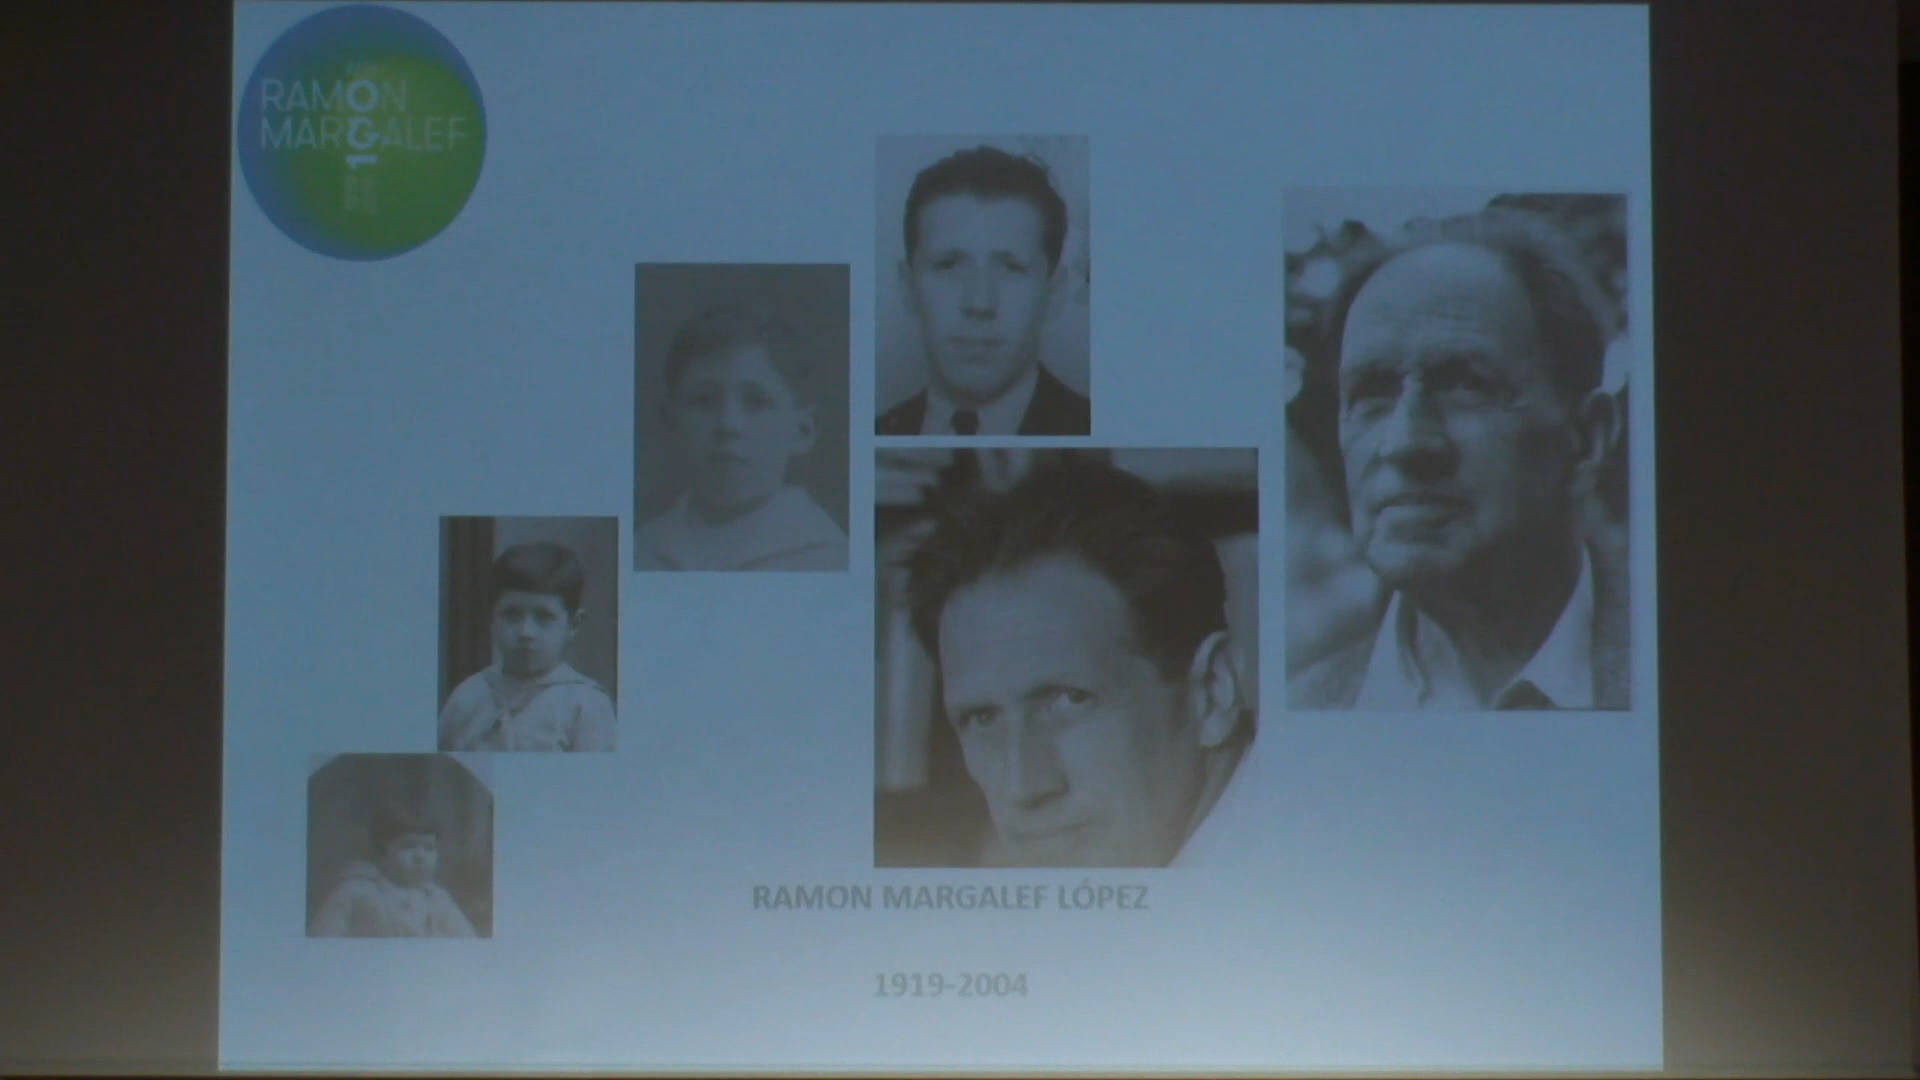 RAMON
MARGALEF
RAMON MARGALEF LÓPEZ
1919-2004